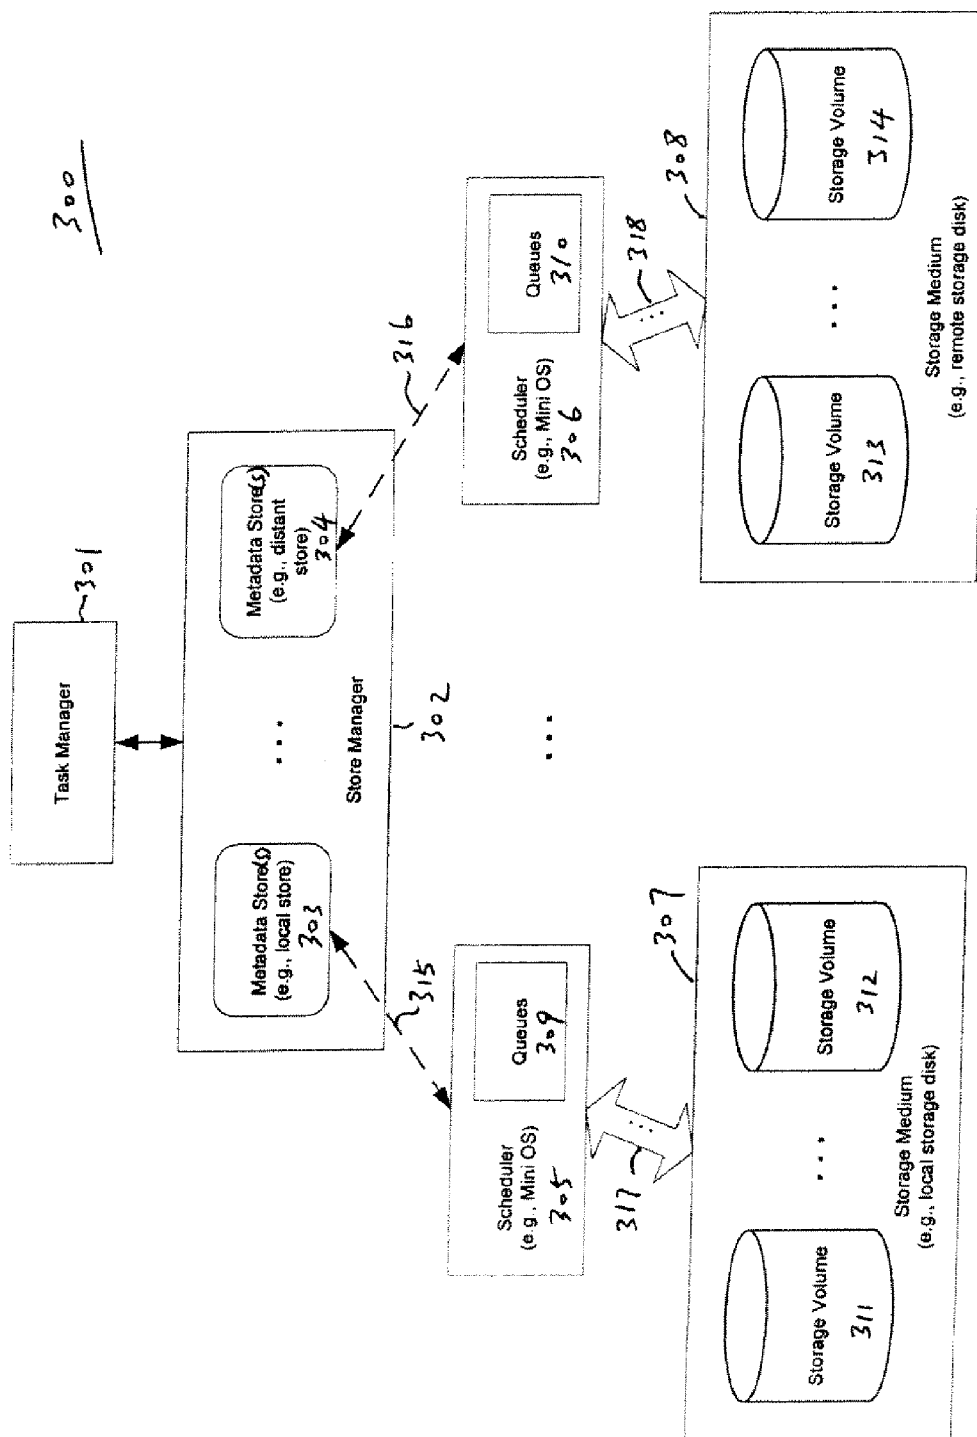 300
Task Manager
301
Metadata Store(s)
(e.g., local store)
303
...
Metadata Store(s)
(e.g., distant
store)
304
Store Manager
302
315
316
Scheduler
(e.g., Mini OS)
305
Queues
309
...
Scheduler
(e.g., Mini OS)
306
Queues
310
317
...
307
318
...
308
Storage Volume
311
...
Storage Volume
312
Storage Medium
(e.g., local storage disk)
Storage Volume
313
...
Storage Volume
314
Storage Medium
(e.g., remote storage disk)